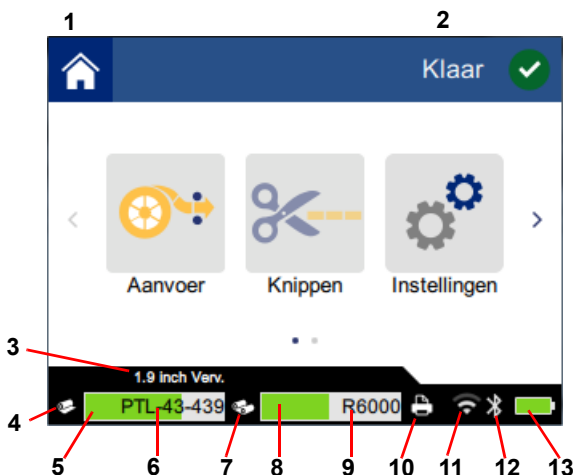 1 2
Klaar
Aanvoer Knippen Instellingen
3
1.9 inch Verv.
4 PTL-43-439 R6000
5 6 7 8 9 10 11 12 13